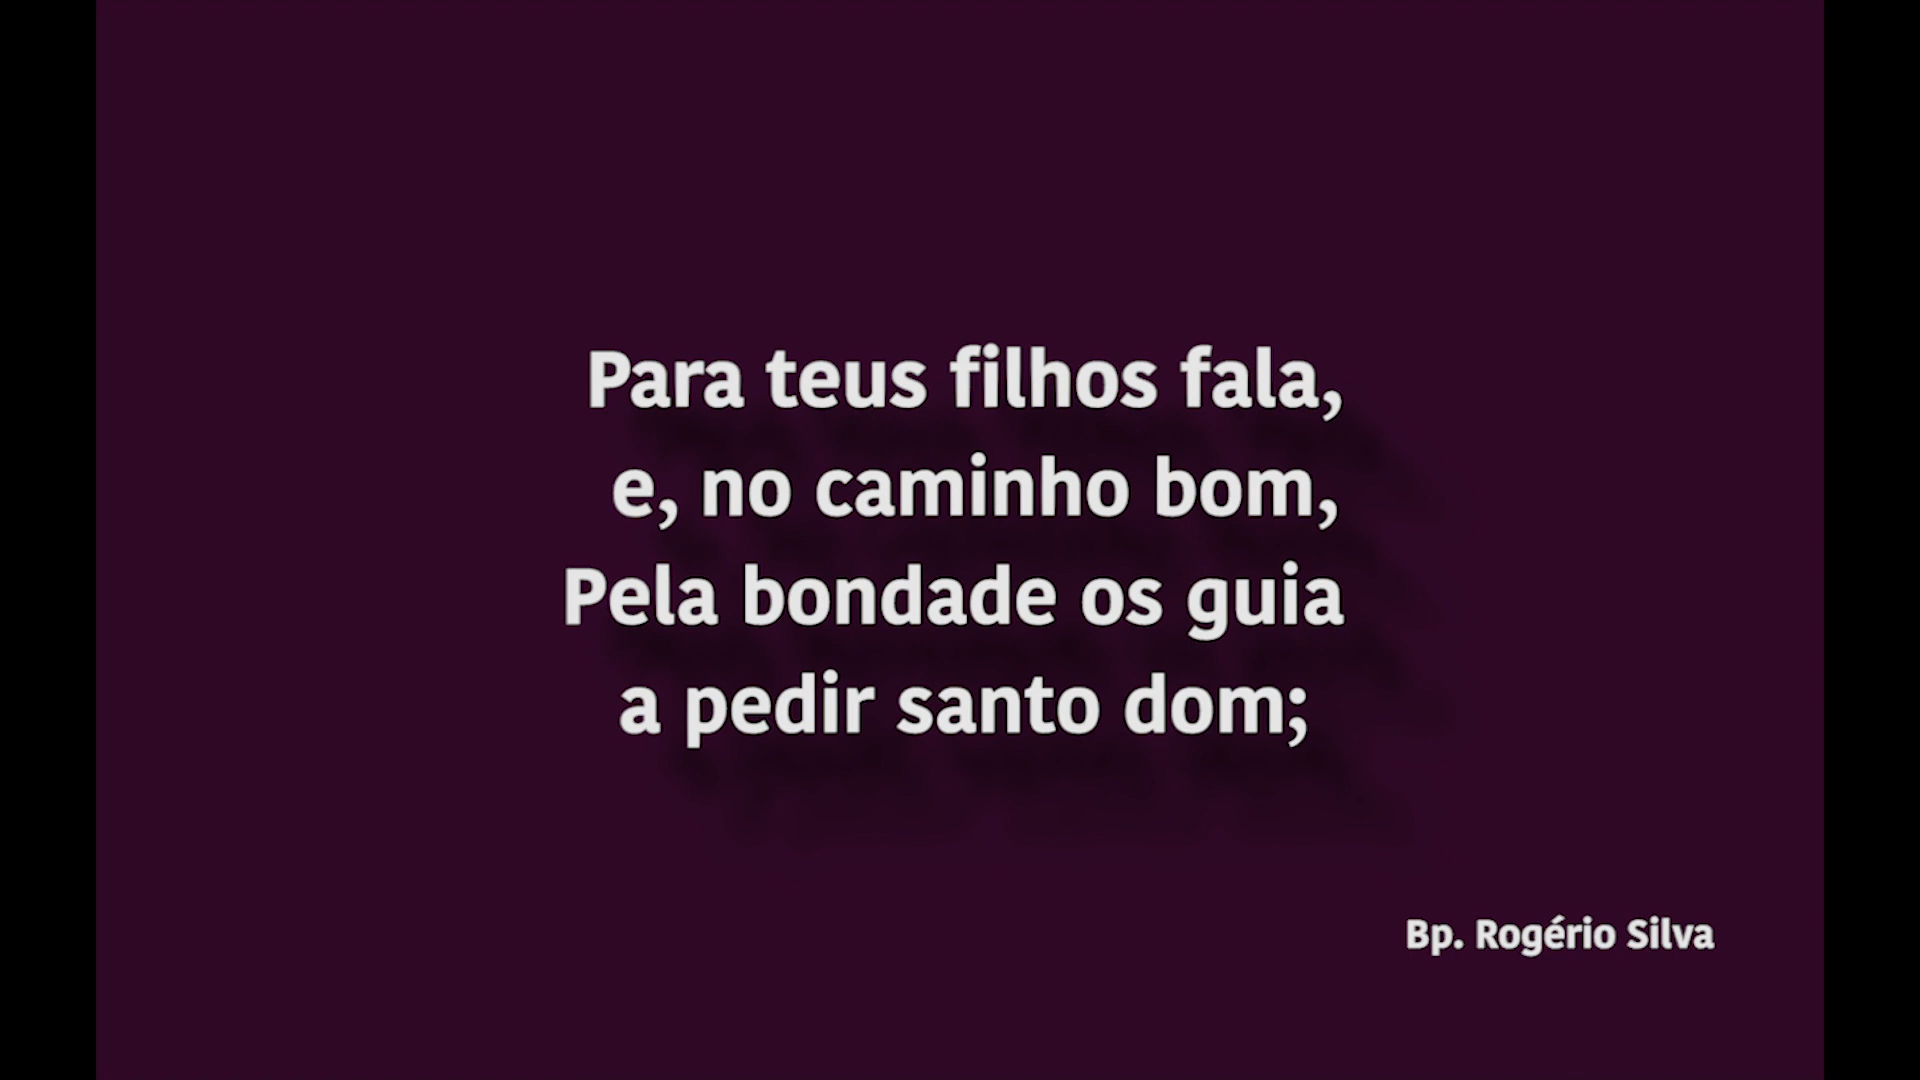 Para teus filhos fala,
e, no caminho bom,
Pela bondade os guia
a pedir santo dom;
Bp. Rogério Silva